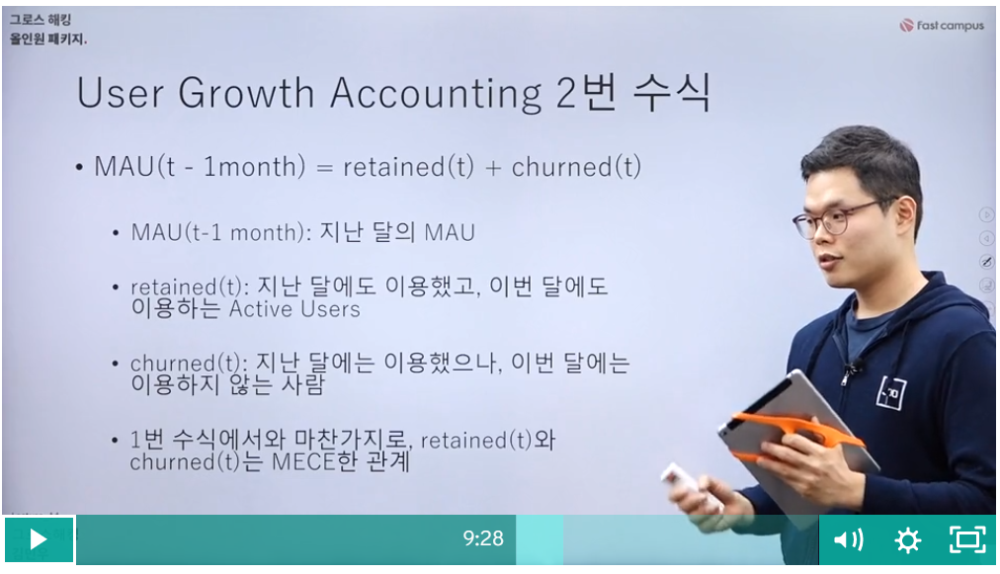 그로스 해킹
올인원 패키지.
Fast campus
User Growth Accounting 2번 수식
• MAU(t - 1month) = retained(t) + churned(t)
• MAU(t-1 month): 지난 달의 MAU
• retained(t): 지난 달에도 이용했고, 이번 달에도
이용하는 Active Users
• churned(t): 지난 달에는 이용했으나, 이번 달에는
이용하지 않는 사람
• 1번 수식에서와 마찬가지로, retained(t)와
churned(t)는 MECE한 관계
9:28